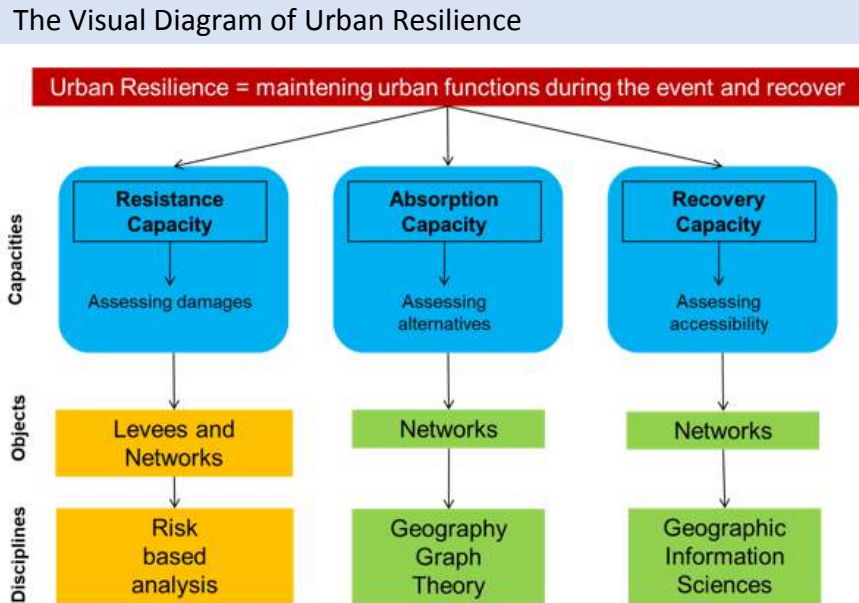 The Visual Diagram of Urban Resilience
Urban Resilience = maintening urban functions during the event and recover
Capacities
Resistance
Capacity
Assessing damages
Absorption
Capacity
Assessing
alternatives
Recovery
Capacity
Assessing
accessibility
Objects
Levees and
Networks
Networks
Networks
Disciplines
Risk
based
analysis
Geography
Graph
Theory
Geographic
Information
Sciences